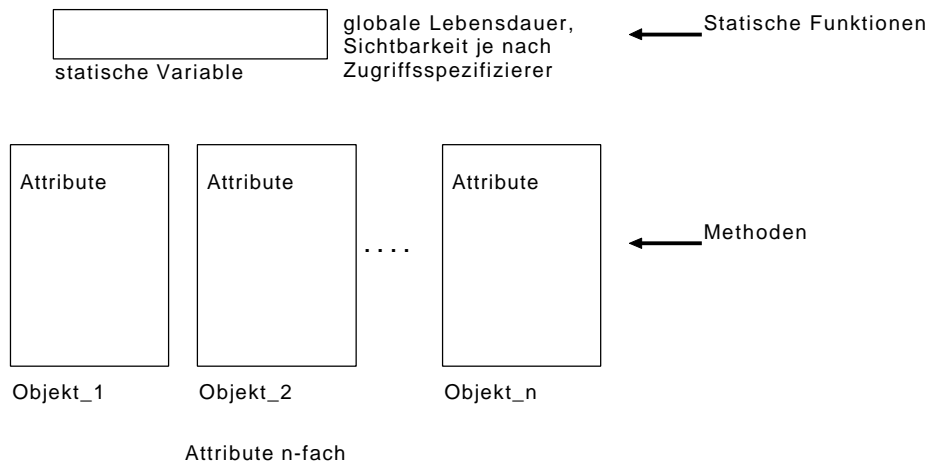 globale Lebensdauer,
Sichtbarkeit je nach
Zugriffsspezifizierer
Statische Funktionen
statische Variable
Attribute
Attribute
Attribute
. . . .
Methoden
Objekt_1
Objekt_2
Objekt_n
Attribute n-fach